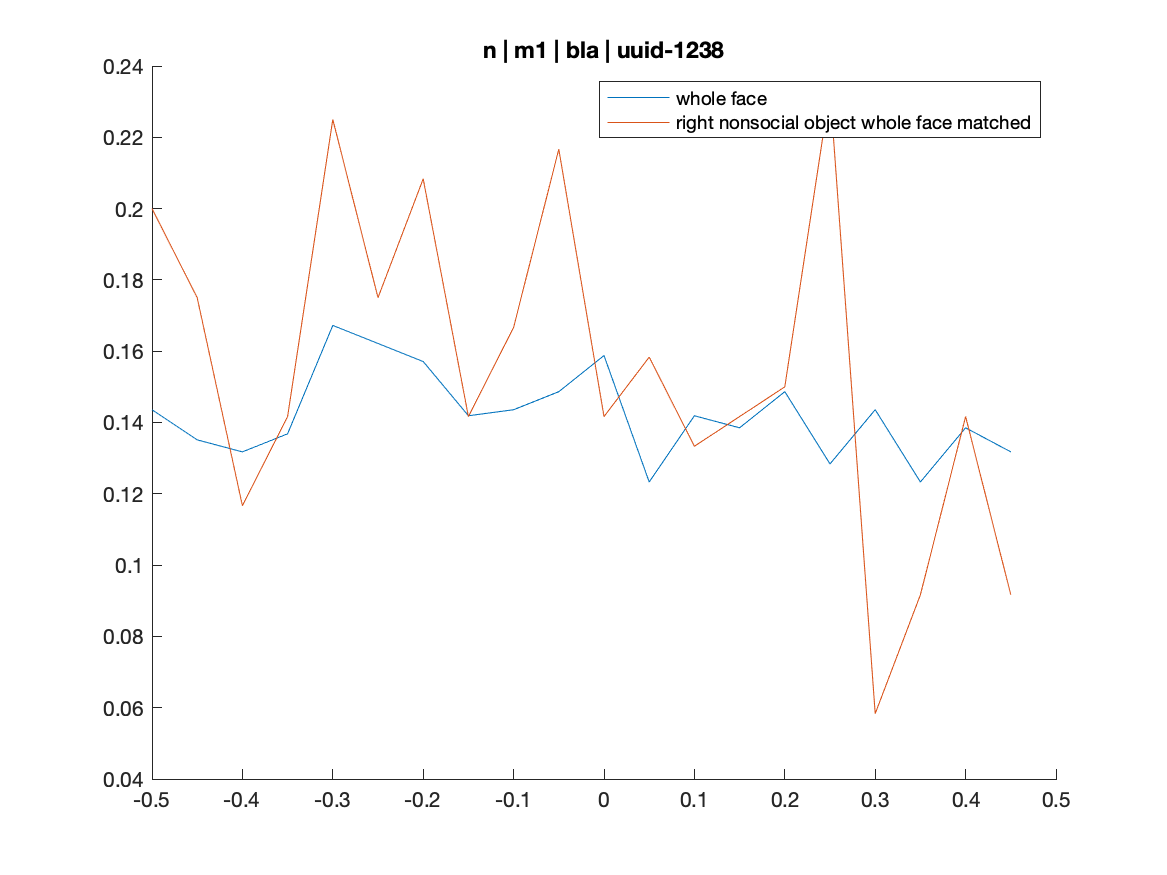 n | m1 | bla | uuid-1238
0.24
whole face
right nonsocial object whole face matched
0.22
0.2
0.18
0.16
0.14
0.12
0.1
0.08
0.06
0.04
-0.5 -0.4 -0.3 -0.2 -0.1 0 0.1 0.2 0.3 0.4 0.5